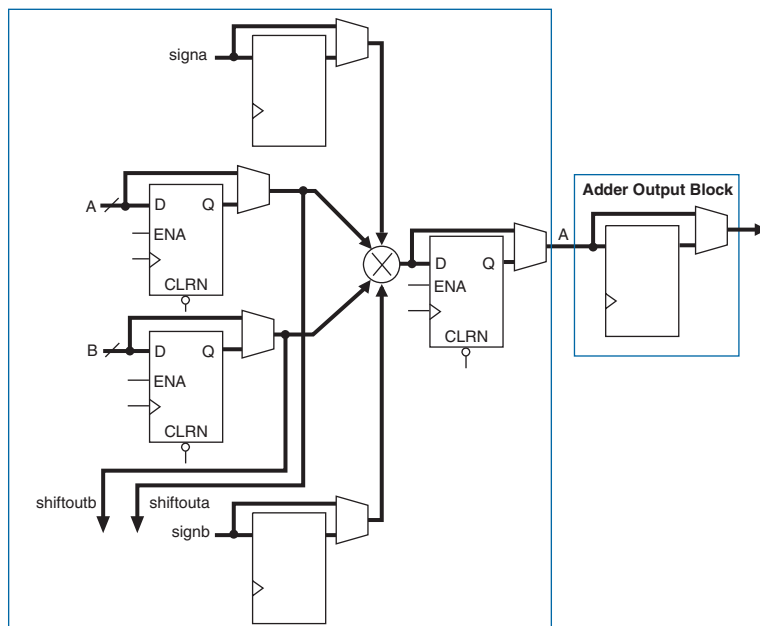 signa
Adder Output Block
A
D Q
ENA
CLRN
A
D Q
ENA
CLRN
B
D Q
ENA
CLRN
shiftoutb
shiftouta
signb